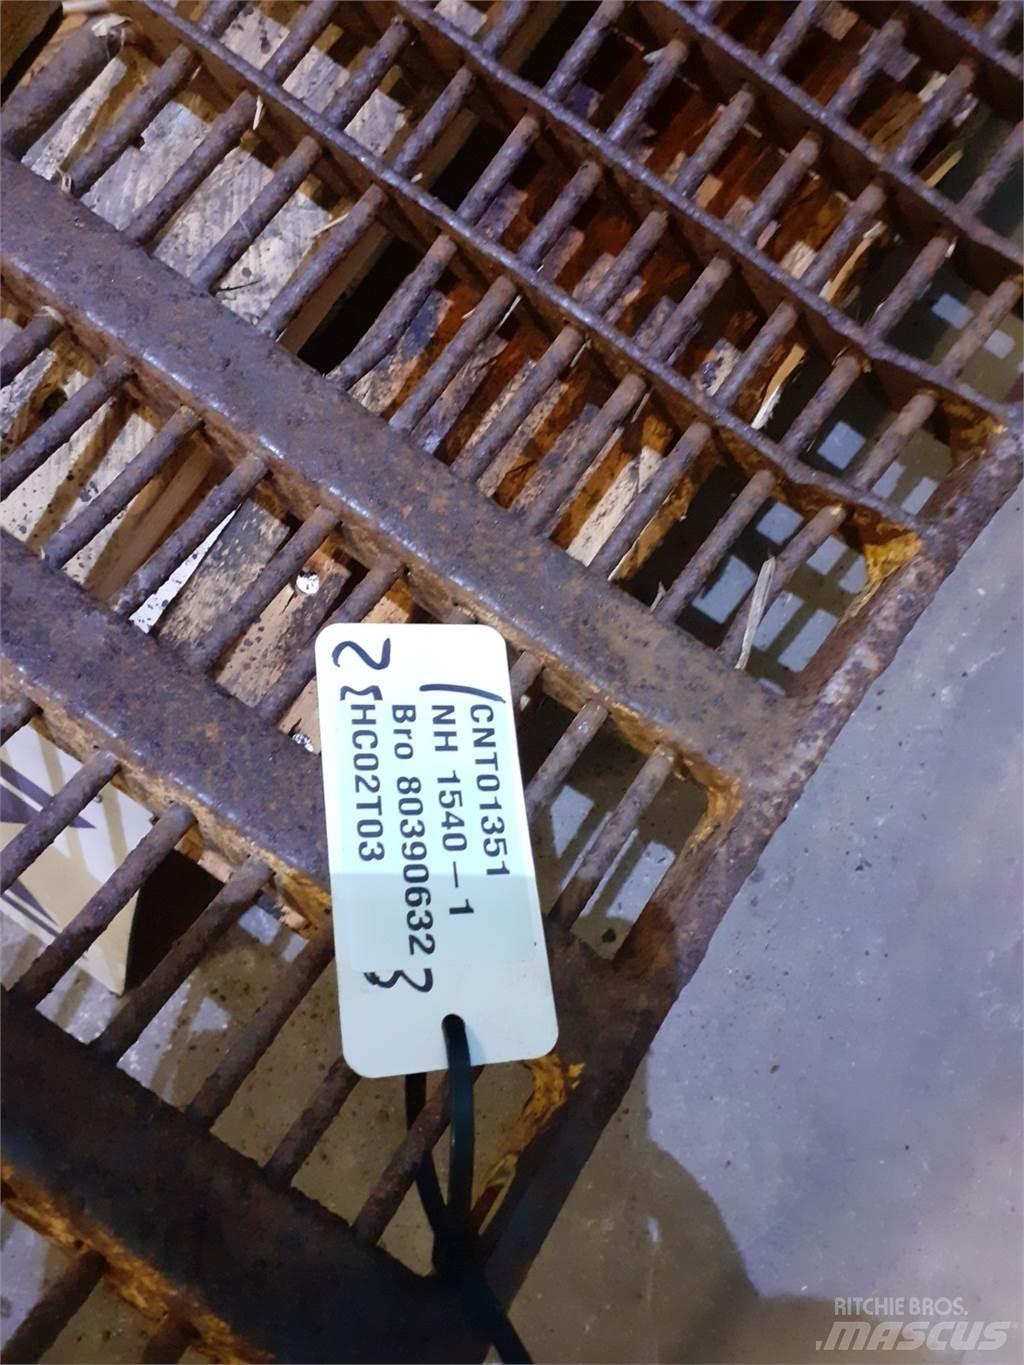 CNT01351
NH 1540-1
Bro 80390632
HC02T03
RITCHIE BROS.
MASCUS